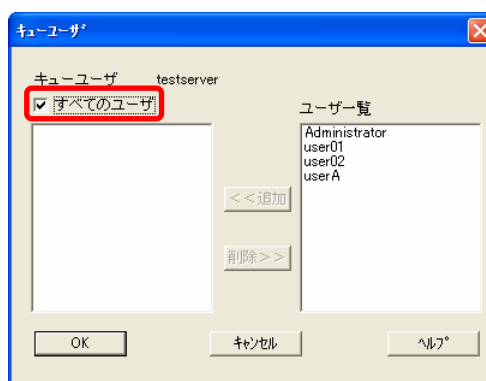 ｷｭｰﾕｰｻﾞ
キューユーザ testserver
すべてのユーザ
ユーザ一覧
Administrator
user01
user02
userA
<<追加
削除>>
OK
ｷｬﾝｾﾙ
ﾍﾙﾌﾟ